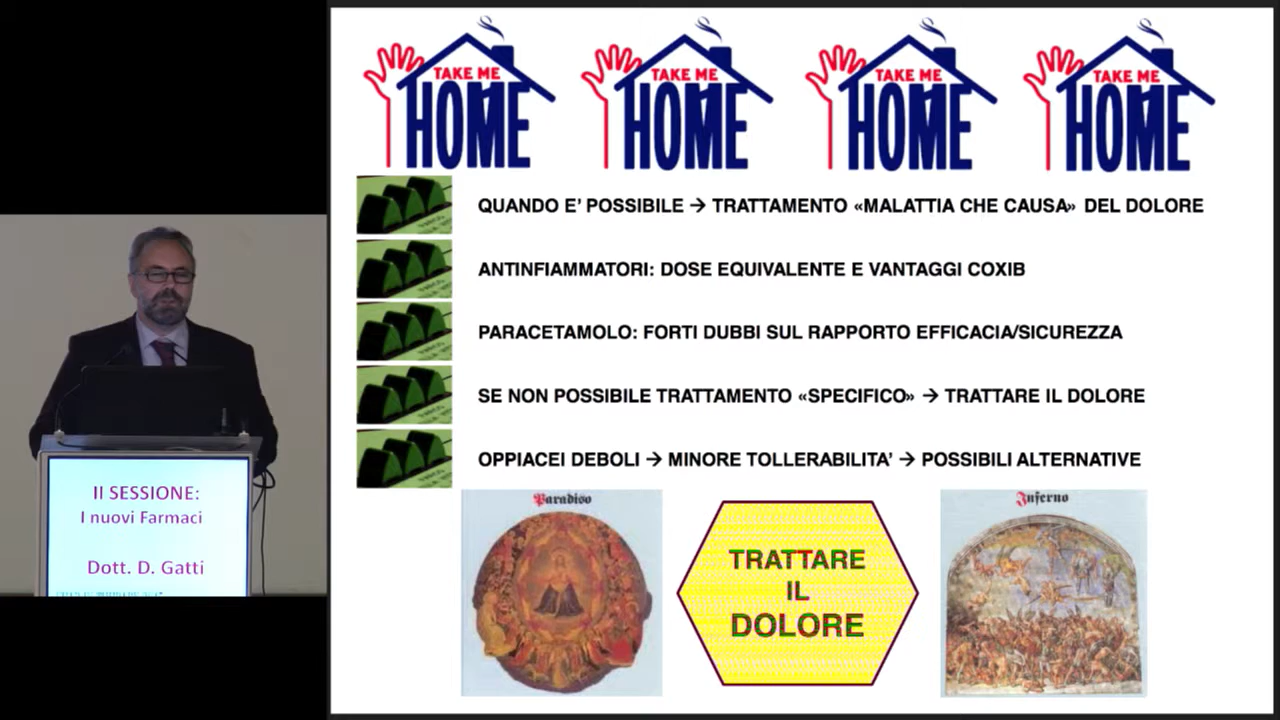 TAKE ME
HOME
TAKE ME
HOME
TAKE ME
HOME
TAKE ME
HOME
QUANDO E' POSSIBILE → TRATTAMENTO «MALATTIA CHE CAUSA» DEL DOLORE
ANTINFIAMMATORI: DOSE EQUIVALENTE E VANTAGGI COXIB
PARACETAMOLO: FORTI DUBBI SUL RAPPORTO EFFICACIA/SICUREZZA
SE NON POSSIBILE TRATTAMENTO «SPECIFICO» → TRATTARE IL DOLORE
OPPIACEI DEBOLI → MINORE TOLLERABILITA' → POSSIBILI ALTERNATIVE
Paradiso
TRATTARE
IL
DOLORE
Inferno
II SESSIONE:
I nuovi Farmaci
Dott. D. Gatti